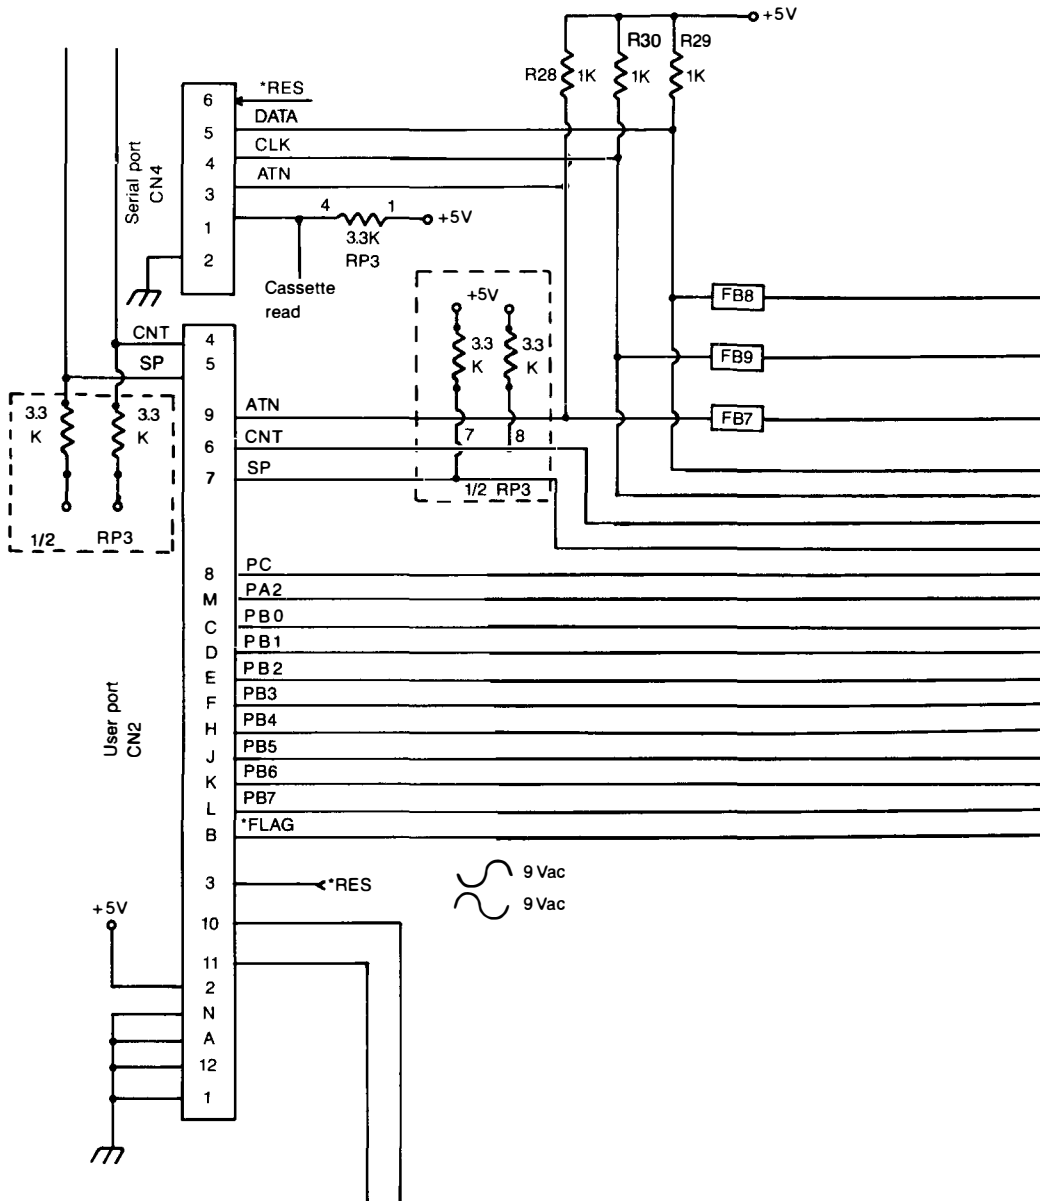 +5V
R28 1K
R30 1K
R29 1K
Serial port
CN4
6 *RES
5 DATA
4 CLK
3 ATN
1
2
4 1 +5V
3.3K
RP3
Cassette
read
+5V
3.3
K
3.3
K
7 8
1/2 RP3
FB8
FB9
FB7
CNT 4
SP 5
3.3
K
3.3
K
1/2 RP3
9 ATN
6 CNT
7 SP
User port
CN2
8 PC
M PA2
C PB0
D PB1
E PB2
F PB3
H PB4
J PB5
K PB6
L PB7
B *FLAG
3 *RES
9 Vac
9 Vac
+5V
10
11
2
N
A
12
1